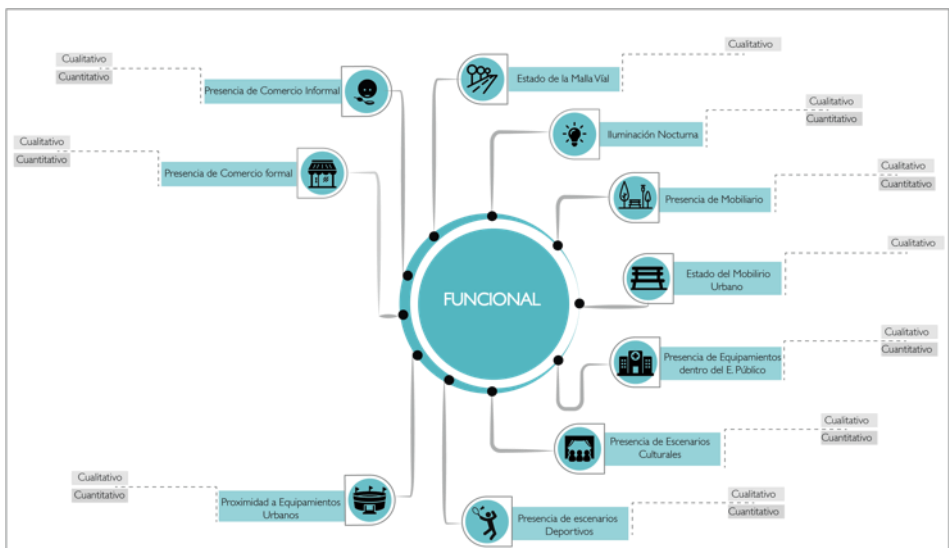 Cualitativo
Cuantitativo
Presencia de Comercio Informal
Cualitativo
Cuantitativo
Presencia de Comercio formal
Cualitativo
Estado de la Malla Vial
Cualitativo
Cuantitativo
Iluminación Nocturna
Cualitativo
Cuantitativo
Presencia de Mobiliario
Cualitativo
Estado del Mobilirio
Urbano
FUNCIONAL
Cualitativo
Cuantitativo
Presencia de Equipamientos
dentro del E. Público
Cualitativo
Cuantitativo
Presencia de Escenarios
Culturales
Cualitativo
Cuantitativo
Presencia de escenarios
Deportivos
Cualitativo
Cuantitativo
Proximidad a Equipamientos
Urbanos